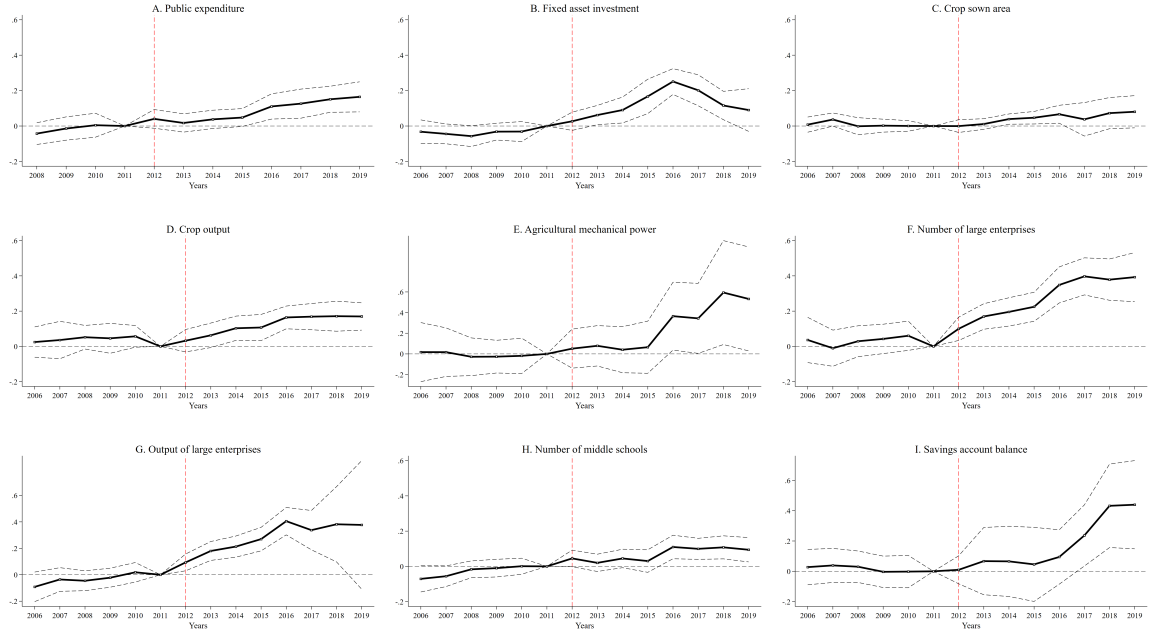 A. Public expenditure
.6
.4
.2
0
-.2
2008 2009 2010 2011 2012 2013 2014 2015 2016 2017 2018 2019
Years
B. Fixed asset investment
.6
.4
.2
0
-.2
2006 2007 2008 2009 2010 2011 2012 2013 2014 2015 2016 2017 2018 2019
Years
C. Crop sown area
.6
.4
.2
0
-.2
2006 2007 2008 2009 2010 2011 2012 2013 2014 2015 2016 2017 2018 2019
Years
D. Crop output
.6
.4
.2
0
-.2
2006 2007 2008 2009 2010 2011 2012 2013 2014 2015 2016 2017 2018 2019
Years
E. Agricultural mechanical power
.6
.4
.2
0
-.2
2006 2007 2008 2009 2010 2011 2012 2013 2014 2015 2016 2017 2018 2019
Years
F. Number of large enterprises
.6
.4
.2
0
-.2
2006 2007 2008 2009 2010 2011 2012 2013 2014 2015 2016 2017 2018 2019
Years
G. Output of large enterprises
.6
.4
.2
0
-.2
2006 2007 2008 2009 2010 2011 2012 2013 2014 2015 2016 2017 2018 2019
Years
H. Number of middle schools
.6
.4
.2
0
-.2
2006 2007 2008 2009 2010 2011 2012 2013 2014 2015 2016 2017 2018 2019
Years
I. Savings account balance
.6
.4
.2
0
-.2
2006 2007 2008 2009 2010 2011 2012 2013 2014 2015 2016 2017 2018 2019
Years